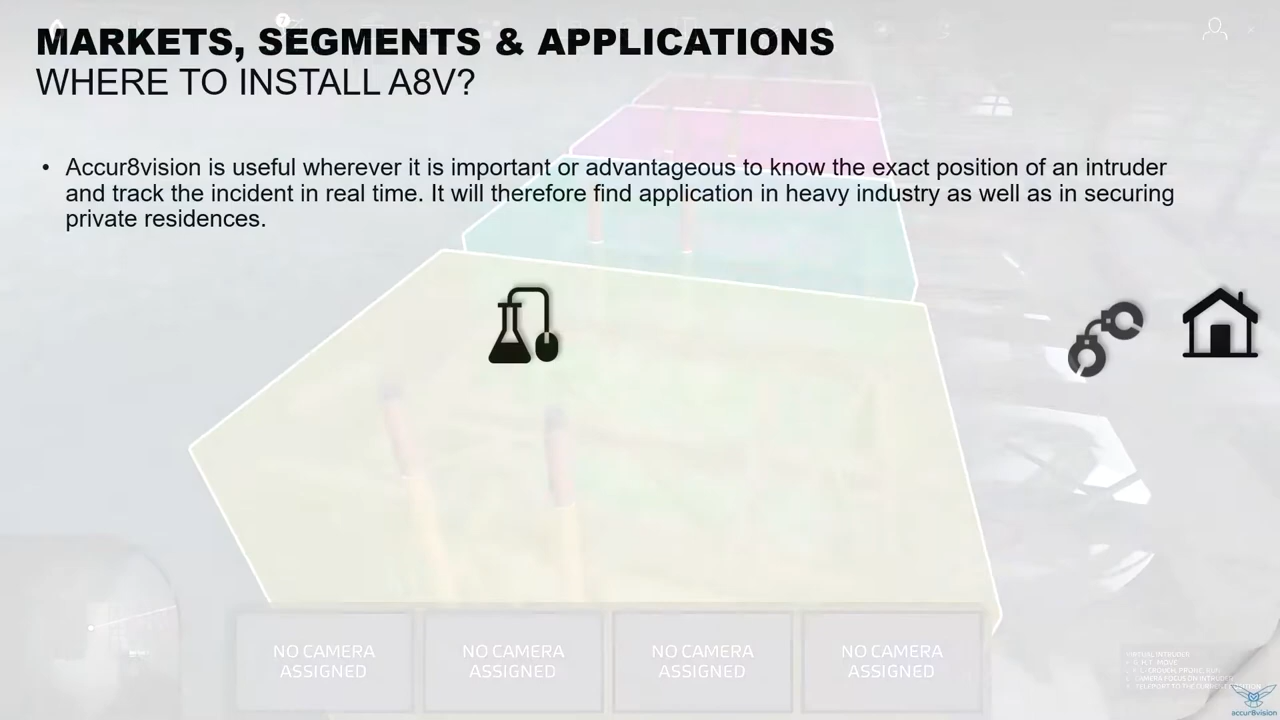 MARKETS, SEGMENTS & APPLICATIONS
WHERE TO INSTALL A8V?
• Accur8vision is useful wherever it is important or advantageous to know the exact position of an intruder
and track the incident in real time. It will therefore find application in heavy industry as well as in securing
private residences.
7
NO CAMERA
ASSIGNED
NO CAMERA
ASSIGNED
NO CAMERA
ASSIGNED
NO CAMERA
ASSIGNED
VIRTUAL INTRUDER
accur8vision